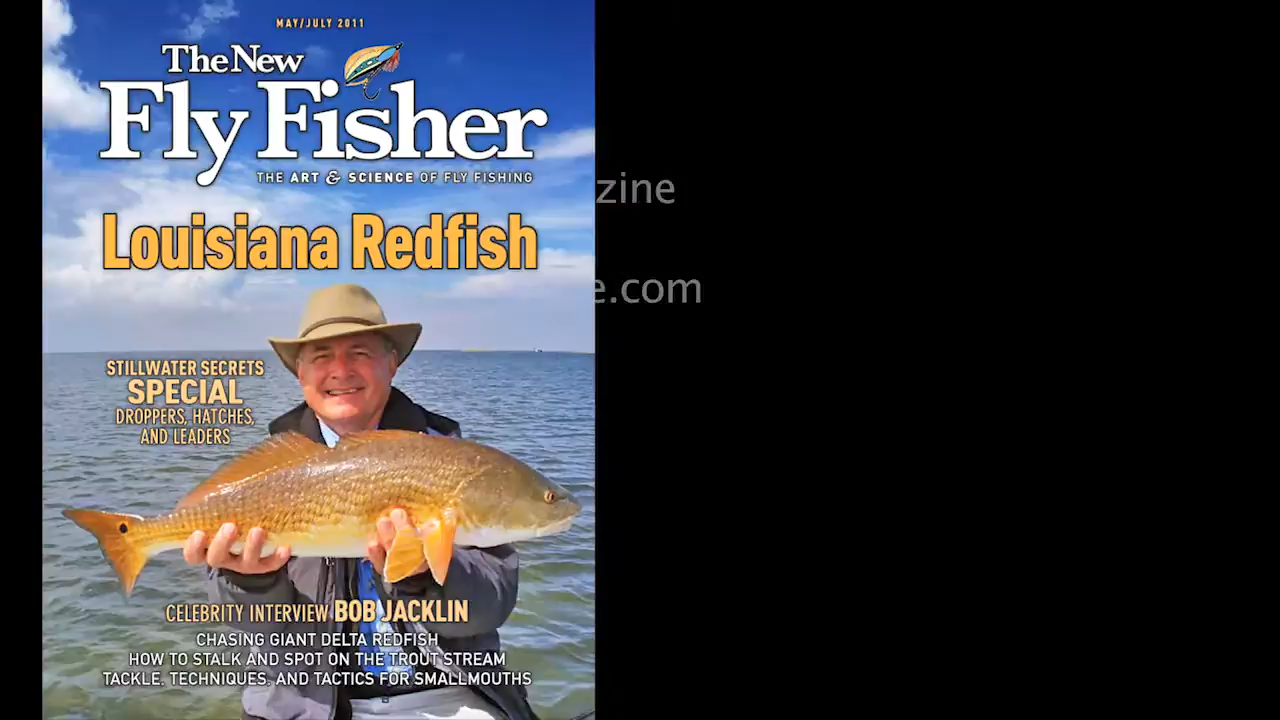 MAY/JULY 2011
The New
Fly Fisher
THE ART & SCIENCE OF FLY FISHING
zine
Louisiana Redfish
e.com
STILLWATER SECRETS
SPECIAL
DROPPERS, HATCHES,
AND LEADERS
CELEBRITY INTERVIEW BOB JACKLIN
CHASING GIANT DELTA REDFISH
HOW TO STALK AND SPOT ON THE TROUT STREAM
TACKLE, TECHNIQUES, AND TACTICS FOR SMALLMOUTHS